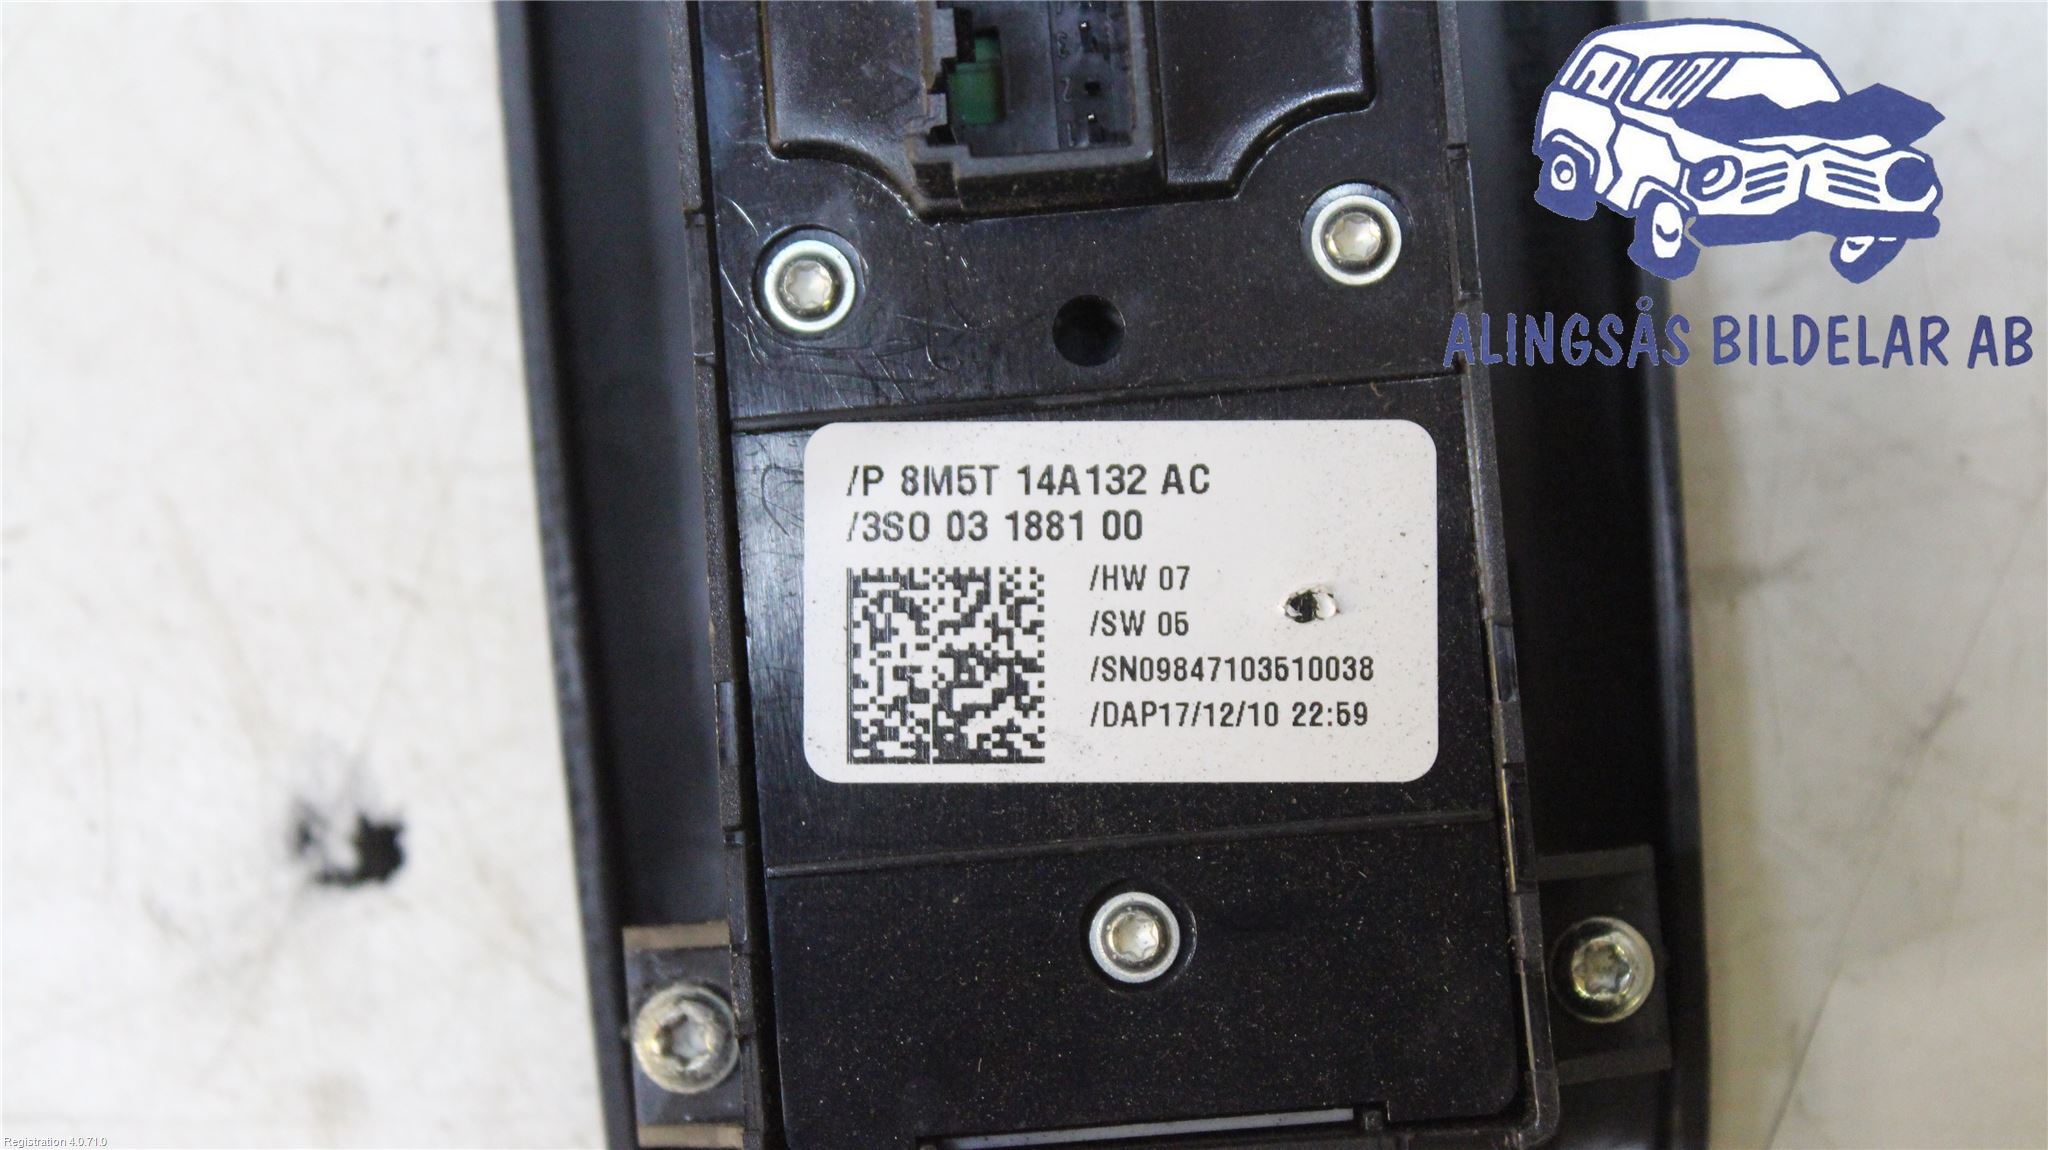 ALINGSÅS BILDELAR AB
/P 8M5T 14A132 AC
/3SO 03 1881 00
/HW 07
/SW 05
/SN09847103510038
/DAP17/12/10 22:59
Registration 4.0.71.0